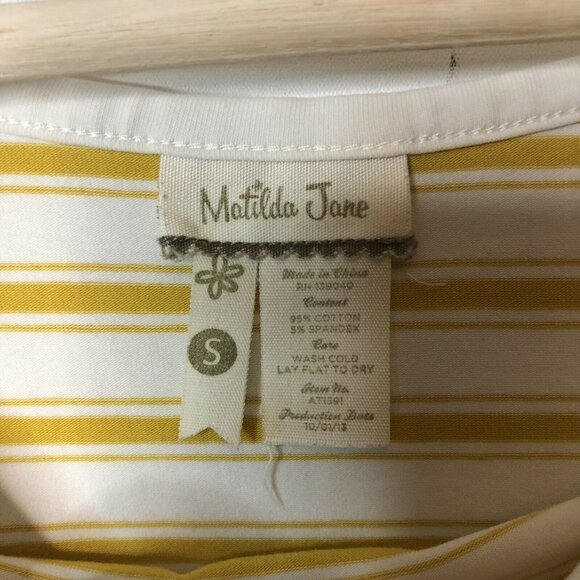 Matilda Jane
S
Made in China
RN 139040
Content
95% COTTON
5% SPANDEX
Care
WASH COLD
LAY FLAT TO DRY
Item No.
AT1391
Production Date
10/01/13